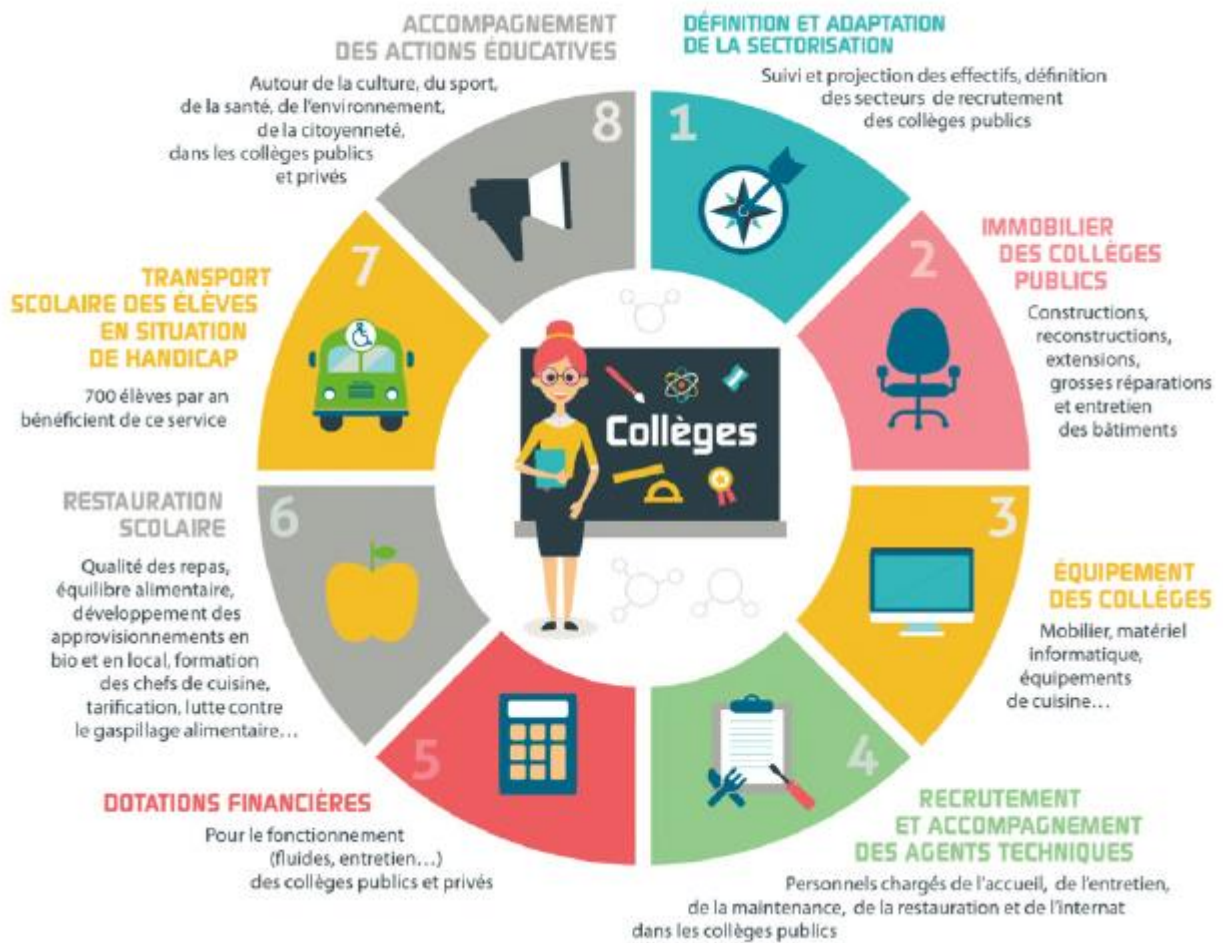 ACCOMPAGNEMENT
DES ACTIONS ÉDUCATIVES
Autour de la culture, du sport,
de la santé, de l'environnement,
de la citoyenneté,
dans les collèges publics
et privés
8
DÉFINITION ET ADAPTATION
DE LA SECTORISATION
Suivi et projection des effectifs, définition
des secteurs de recrutement
des collèges publics
1
IMMOBILIER
DES COLLÈGES
PUBLICS
Constructions,
reconstructions,
extensions,
grosses réparations
et entretien
des bâtiments
2
ÉQUIPEMENT
DES COLLÈGES
Mobilier, matériel
informatique,
équipements
de cuisine...
3
RECRUTEMENT
ET ACCOMPAGNEMENT
DES AGENTS TECHNIQUES
Personnels chargés de l'accueil, de l'entretien,
de la maintenance, de la restauration et de l'internat
dans les collèges publics
4
DOTATIONS FINANCIÈRES
Pour le fonctionnement
(fluides, entretien...)
des collèges publics et privés
5
RESTAURATION
SCOLAIRE
Qualité des repas,
équilibre alimentaire,
développement des
approvisionnements en
bio et en local, formation
des chefs de cuisine,
tarification, lutte contre
le gaspillage alimentaire...
6
TRANSPORT
SCOLAIRE DES ÉLÈVES
EN SITUATION
DE HANDICAP
700 élèves par an
bénéficient de ce service
7
Collèges